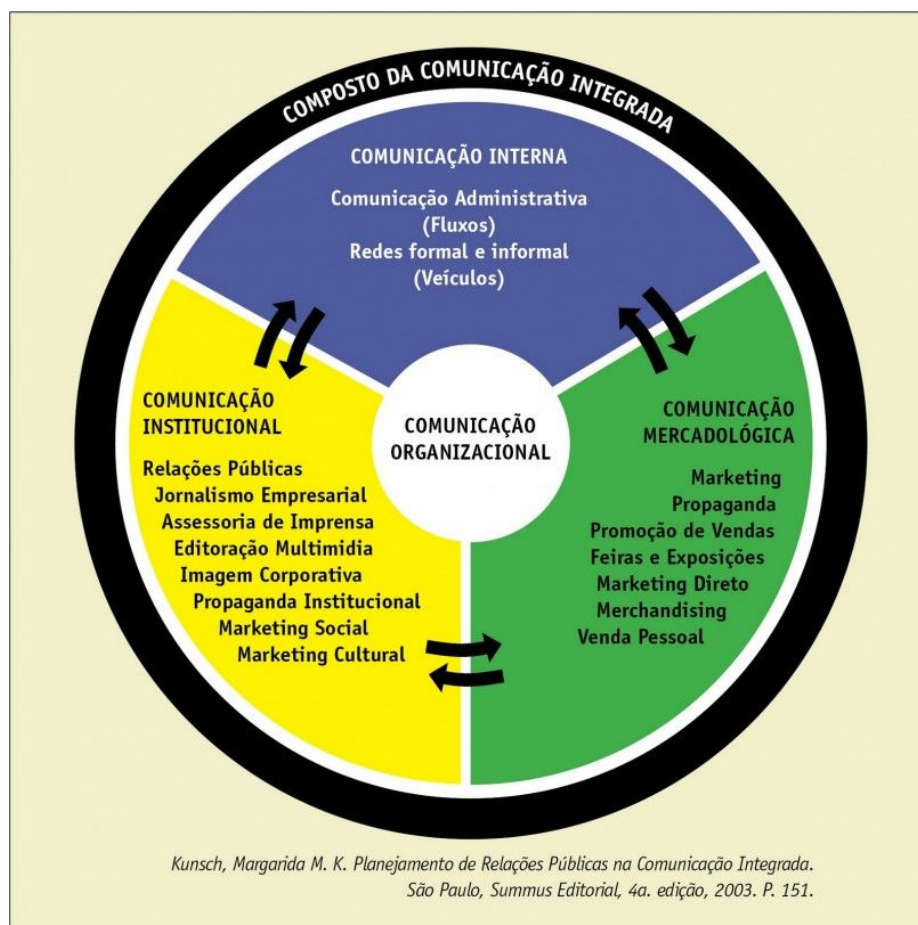 COMPOSTO DA COMUNICAÇÃO INTEGRADA
COMUNICAÇÃO INTERNA
Comunicação Administrativa
(Fluxos)
Redes formal e informal
(Veículos)
COMUNICAÇÃO
INSTITUCIONAL
Relações Públicas
Jornalismo Empresarial
Assessoria de Imprensa
Editoração Multimidia
Imagem Corporativa
Propaganda Institucional
Marketing Social
Marketing Cultural
COMUNICAÇÃO
ORGANIZACIONAL
COMUNICAÇÃO
MERCADOLÓGICA
Marketing
Propaganda
Promoção de Vendas
Feiras e Exposições
Marketing Direto
Merchandising
Venda Pessoal
Kunsch, Margarida M. K. Planejamento de Relações Públicas na Comunicação Integrada.
São Paulo, Summus Editorial, 4a. edição, 2003. P. 151.